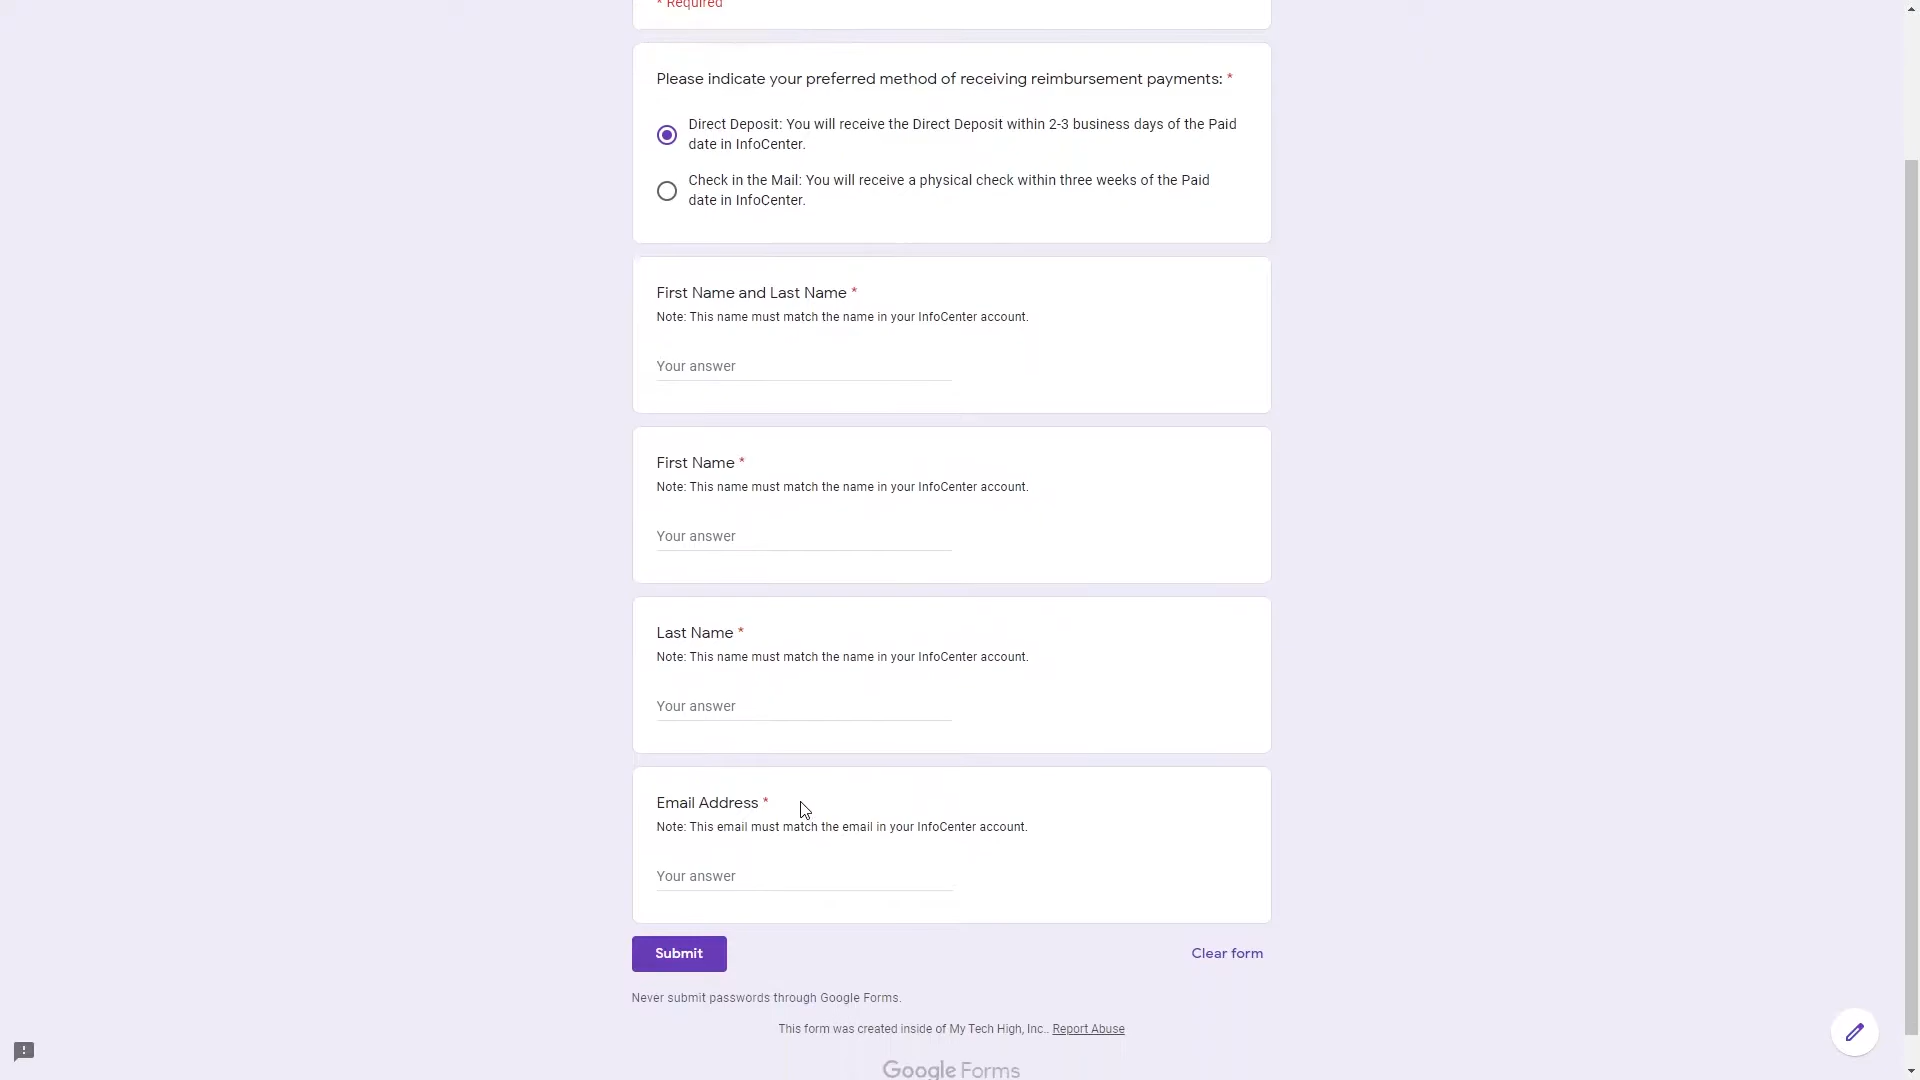 * Required
Please indicate your preferred method of receiving reimbursement payments: *
Direct Deposit: You will receive the Direct Deposit within 2-3 business days of the Paid
date in InfoCenter.
Check in the Mail: You will receive a physical check within three weeks of the Paid
date in InfoCenter.
First Name and Last Name *
Note: This name must match the name in your InfoCenter account.
Your answer
First Name *
Note: This name must match the name in your InfoCenter account.
Your answer
Last Name *
Note: This name must match the name in your InfoCenter account.
Your answer
Email Address *
Note: This email must match the email in your InfoCenter account.
Your answer
Submit
Clear form
Never submit passwords through Google Forms.
This form was created inside of My Tech High, Inc.. Report Abuse
Google Forms